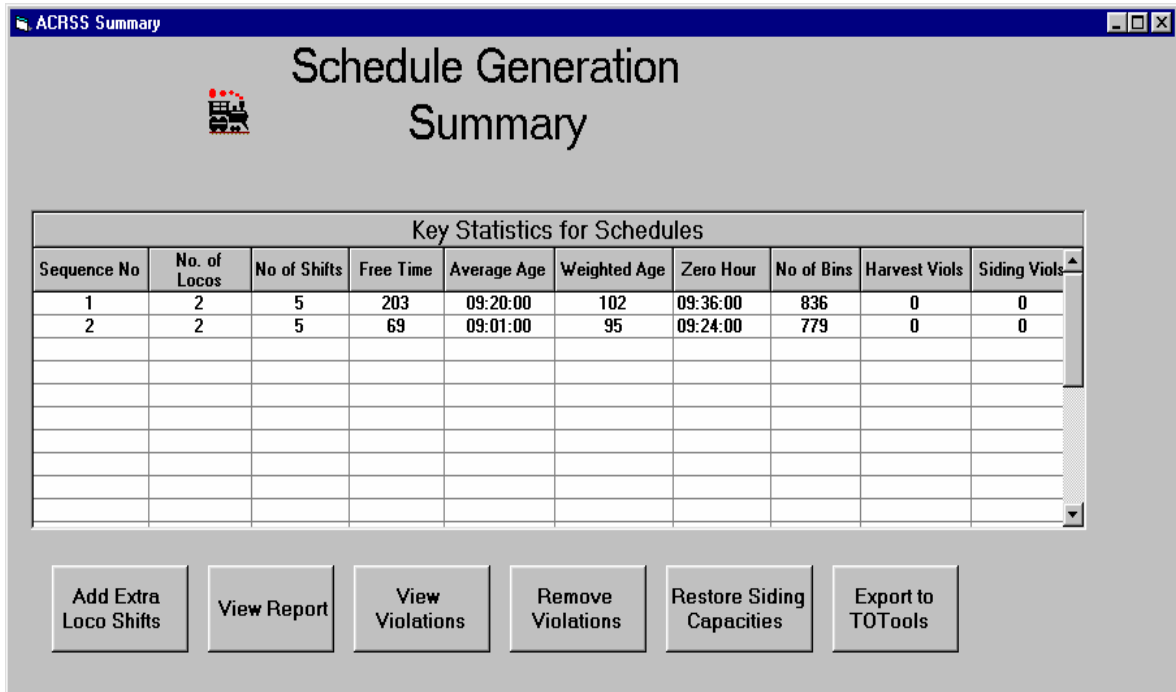 ACRSS Summary
Schedule Generation
Summary
Key Statistics for Schedules
Sequence No No. of Locos No of Shifts Free Time Average Age Weighted Age Zero Hour No of Bins Harvest Viols Siding Viols
1 2 5 203 09:20:00 102 09:36:00 836 0 0
2 2 5 69 09:01:00 95 09:24:00 779 0 0
Add Extra Loco Shifts
View Report
View Violations
Remove Violations
Restore Siding Capacities
Export to TOTools